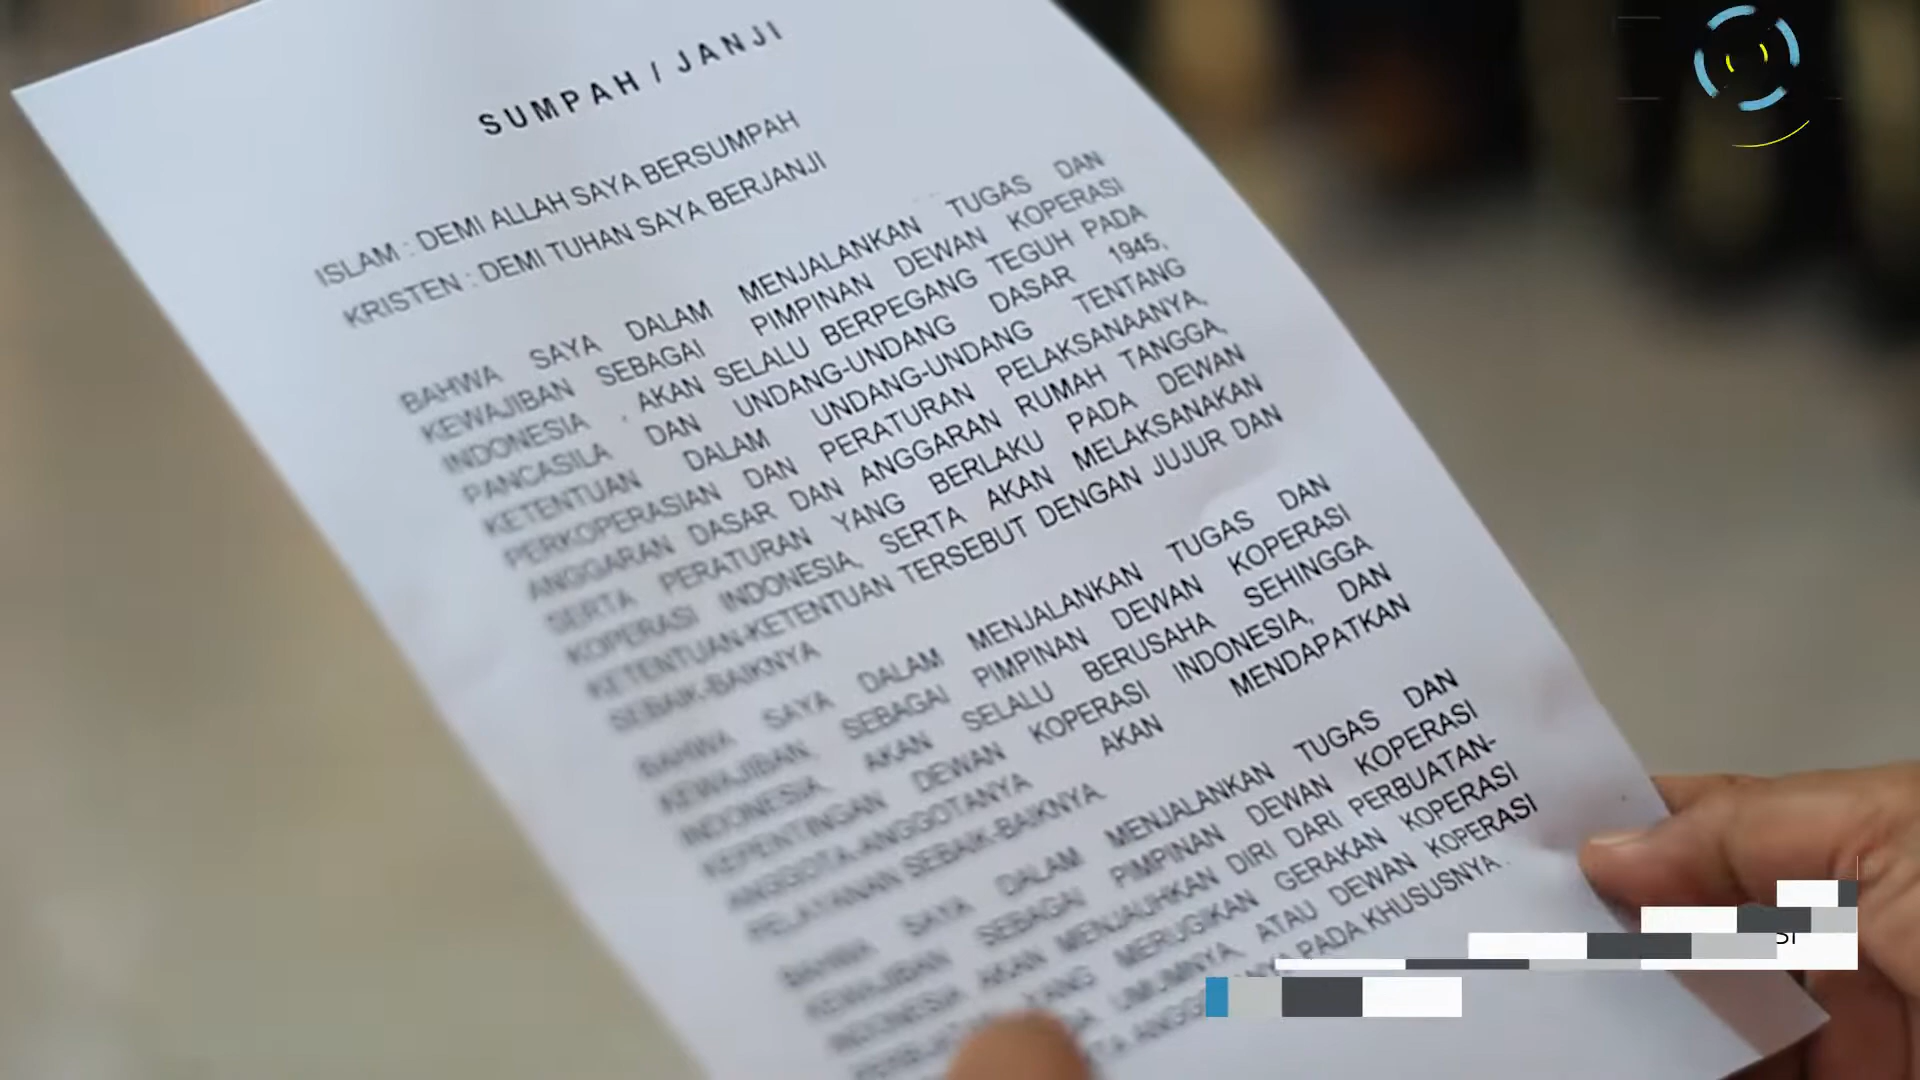 SUMPAH / JANJI
ISLAM : DEMI ALLAH SAYA BERSUMPAH
KRISTEN : DEMI TUHAN SAYA BERJANJI
BAHWA SAYA DALAM MENJALANKAN TUGAS DAN
KEWAJIBAN SEBAGAI PIMPINAN DEWAN KOPERASI
INDONESIA , AKAN SELALU BERPEGANG TEGUH PADA
PANCASILA DAN UNDANG-UNDANG DASAR 1945,
KETENTUAN DALAM UNDANG-UNDANG TENTANG
PERKOPERASIAN DAN PERATURAN PELAKSANAANYA,
ANGGARAN DASAR DAN ANGGARAN RUMAH TANGGA,
SERTA PERATURAN YANG BERLAKU PADA DEWAN
KOPERASI INDONESIA, SERTA AKAN MELAKSANAKAN
KETENTUAN-KETENTUAN TERSEBUT DENGAN JUJUR DAN
SEBAIK-BAIKNYA
BAHWA SAYA DALAM MENJALANKAN TUGAS DAN
KEWAJIBAN SEBAGAI PIMPINAN DEWAN KOPERASI
INDONESIA, AKAN SELALU BERUSAHA SEHINGGA
KEPENTINGAN DEWAN KOPERASI INDONESIA, DAN
ANGGOTA-ANGGOTANYA AKAN MENDAPATKAN
PELAYANAN SEBAIK-BAIKNYA.
BAHWA SAYA DALAM MENJALANKAN TUGAS DAN
KEWAJIBAN SEBAGAI PIMPINAN DEWAN KOPERASI
INDONESIA AKAN MENJAUHKAN DIRI DARI PERBUATAN-
YANG MERUGIKAN GERAKAN KOPERASI
UMUMNYA, ATAU DEWAN KOPERASI
PADA KHUSUSNYA.